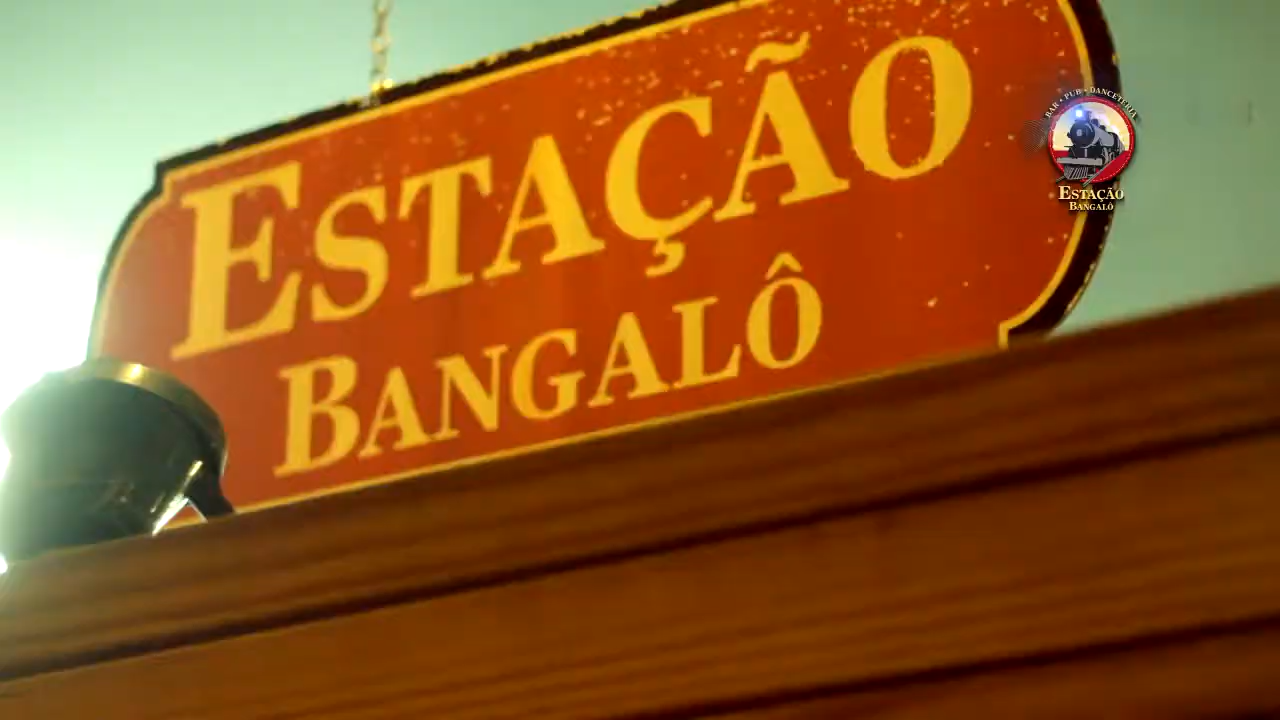 ESTAÇÃO
BANGALÔ
BAR • PUB • DANCETERIA
ESTAÇÃO
BANGALÔ